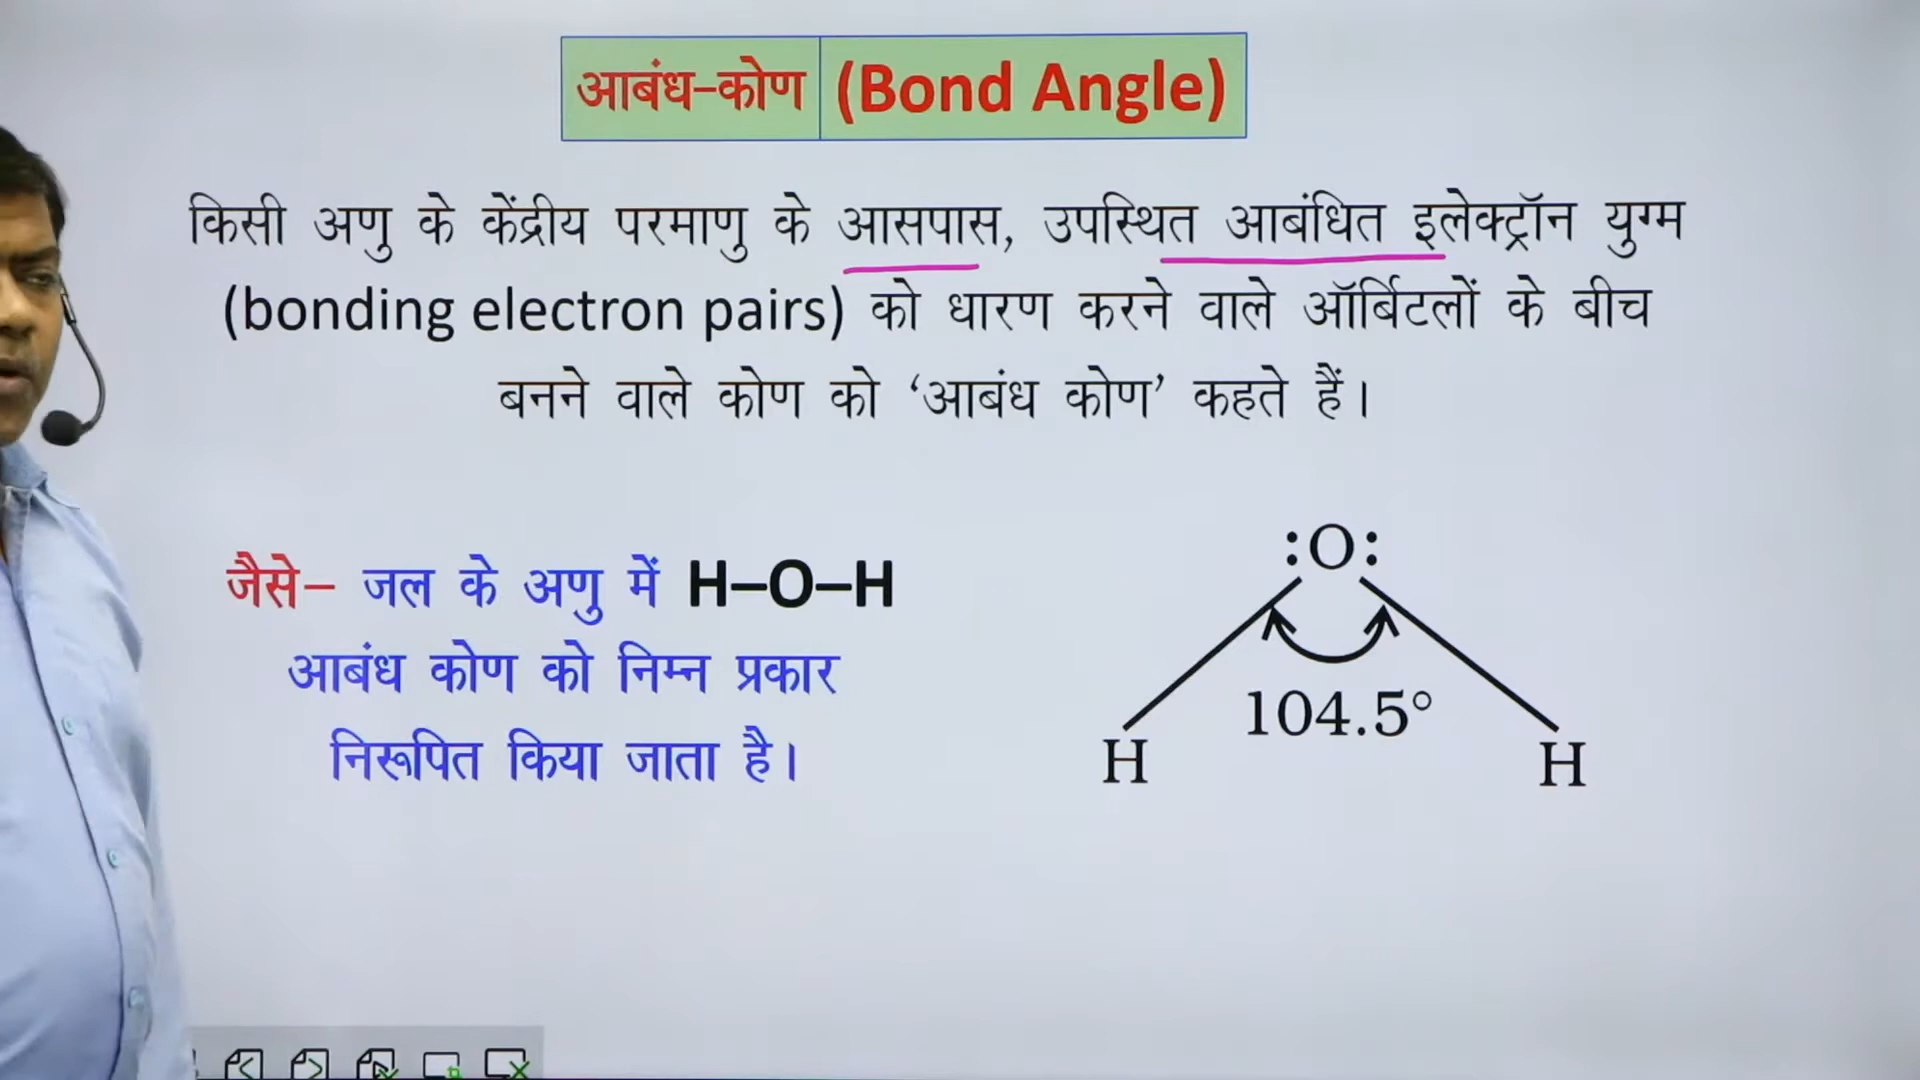 आबंध-कोण (Bond Angle)
किसी अणु के केंद्रीय परमाणु के आसपास, उपस्थित आबंधित इलेक्ट्रॉन युग्म
(bonding electron pairs) को धारण करने वाले ऑर्बिटलों के बीच
बनने वाले कोण को ‘आबंध कोण’ कहते हैं।
जैसे– जल के अणु में H–O–H
आबंध कोण को निम्न प्रकार
निरूपित किया जाता है।
:O:
104.5°
H H